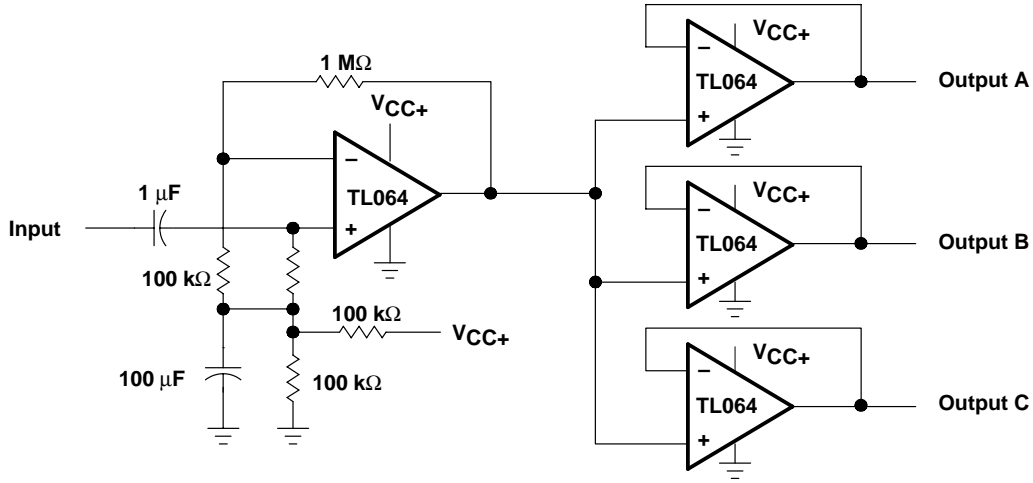 1 MΩ
VCC+
−
TL064
+
1 μF
Input
100 kΩ
100 kΩ
VCC+
100 μF
100 kΩ
VCC+
−
TL064
+
Output A
VCC+
−
TL064
+
Output B
VCC+
−
TL064
+
Output C